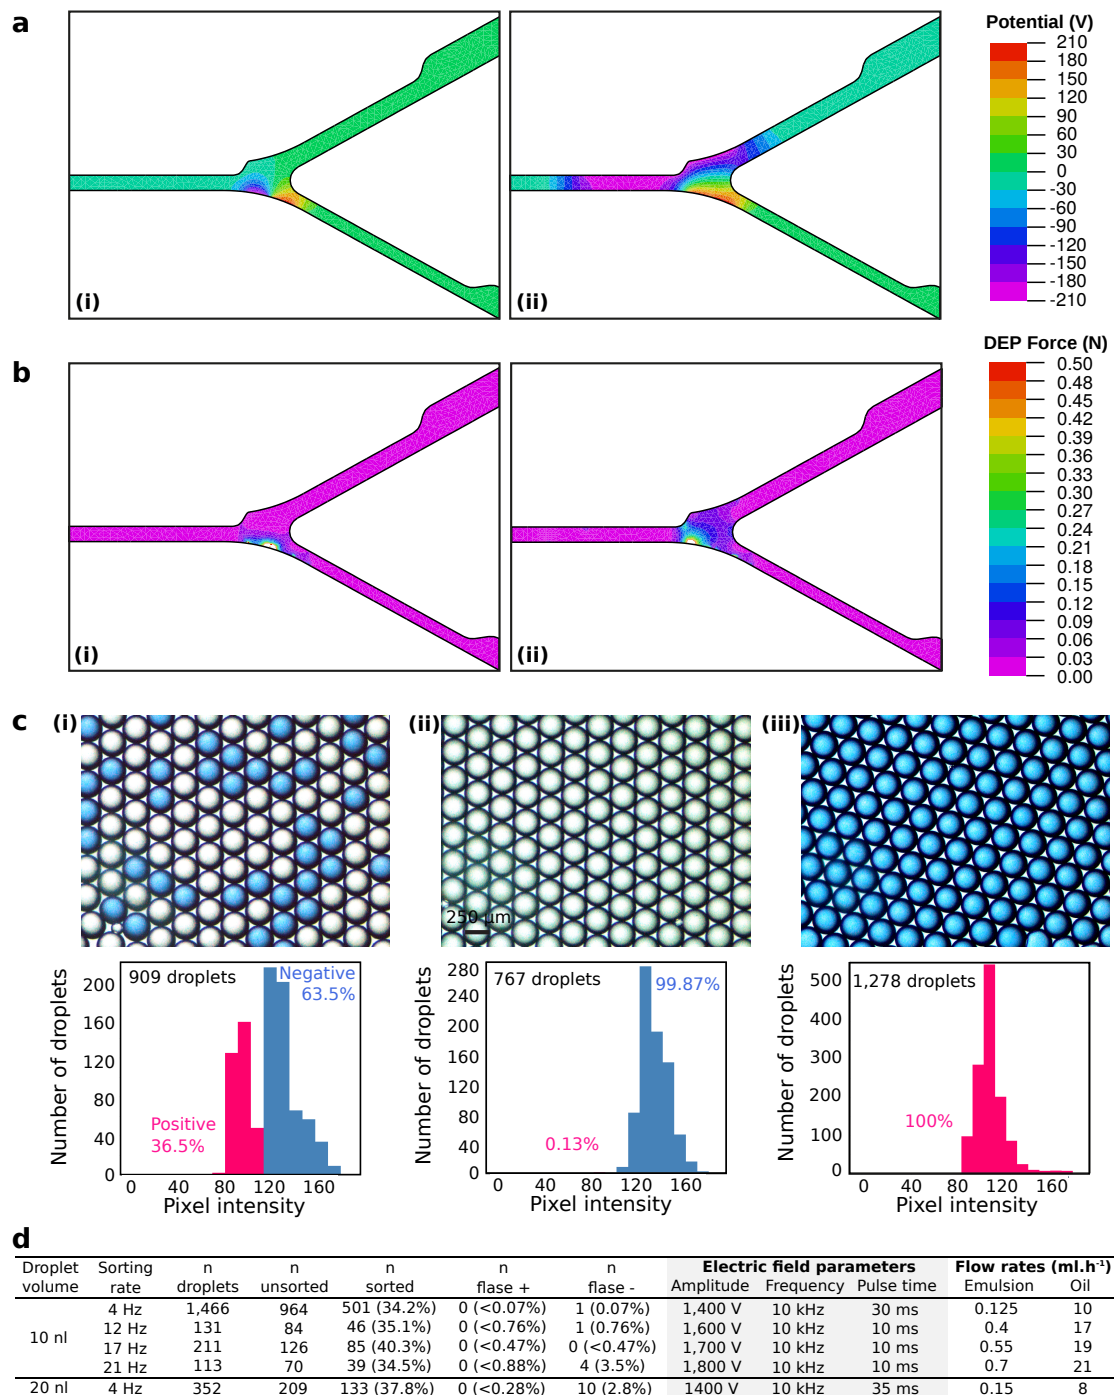 a
(i)
(ii)
Potential (V)
210
180
150
120
90
60
30
0
-30
-60
-90
-120
-150
-180
-210
b
(i)
(ii)
DEP Force (N)
0.50
0.48
0.45
0.42
0.39
0.36
0.33
0.30
0.27
0.24
0.21
0.18
0.15
0.12
0.09
0.06
0.03
0.00
c
(i)
(ii)
(iii)
250 µm
Number of droplets
200
160
120
80
40
0
909 droplets
Negative
63.5%
Positive
36.5%
0 40 80 120 160
Pixel intensity
Number of droplets
280
240
200
160
120
80
40
0
767 droplets
99.87%
0.13%
0 40 80 120 160
Pixel intensity
Number of droplets
500
400
300
200
100
0
1,278 droplets
100%
0 40 80 120 160
Pixel intensity
d
Droplet Sorting n n n n n Electric field parameters Flow rates (ml.h-1)
volume rate droplets unsorted sorted flase + flase - Amplitude Frequency Pulse time Emulsion Oil
4 Hz 1,466 964 501 (34.2%) 0 (<0.07%) 1 (0.07%) 1,400 V 10 kHz 30 ms 0.125 10
12 Hz 131 84 46 (35.1%) 0 (<0.76%) 1 (0.76%) 1,600 V 10 kHz 10 ms 0.4 17
10 nl
17 Hz 211 126 85 (40.3%) 0 (<0.47%) 0 (<0.47%) 1,700 V 10 kHz 10 ms 0.55 19
21 Hz 113 70 39 (34.5%) 0 (<0.88%) 4 (3.5%) 1,800 V 10 kHz 10 ms 0.7 21
20 nl 4 Hz 352 209 133 (37.8%) 0 (<0.28%) 10 (2.8%) 1400 V 10 kHz 35 ms 0.15 8